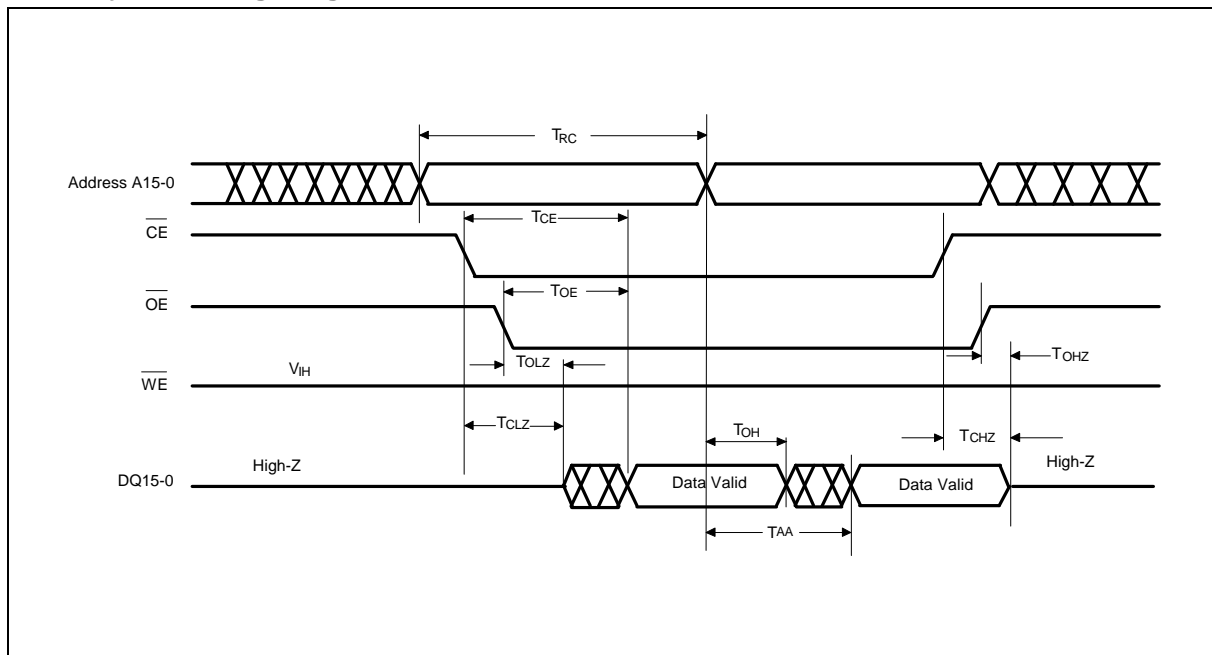 TRC
Address A15-0
TCE
CE
TOE
OE
TOLZ
TOHZ
VIH
WE
TCLZ
TOH
TCHZ
High-Z
High-Z
DQ15-0
Data Valid
Data Valid
TAA